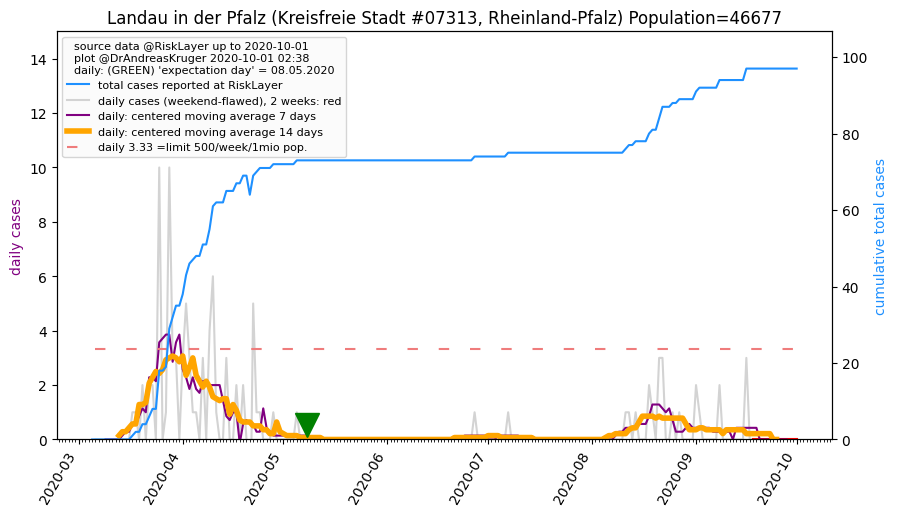 Landau in der Pfalz (Kreisfreie Stadt #07313, Rheinland-Pfalz) Population=46677
source data @RiskLayer up to 2020-10-01
plot @DrAndreasKruger 2020-10-01 02:38
daily: (GREEN) 'expectation day' = 08.05.2020
total cases reported at RiskLayer
daily cases (weekend-flawed), 2 weeks: red
daily: centered moving average 7 days
daily: centered moving average 14 days
daily 3.33 =limit 500/week/1mio pop.
daily cases
14
12
10
8
6
4
2
0
cumulative total cases
100
80
60
40
20
0
2020-03
2020-04
2020-05
2020-06
2020-07
2020-08
2020-09
2020-10